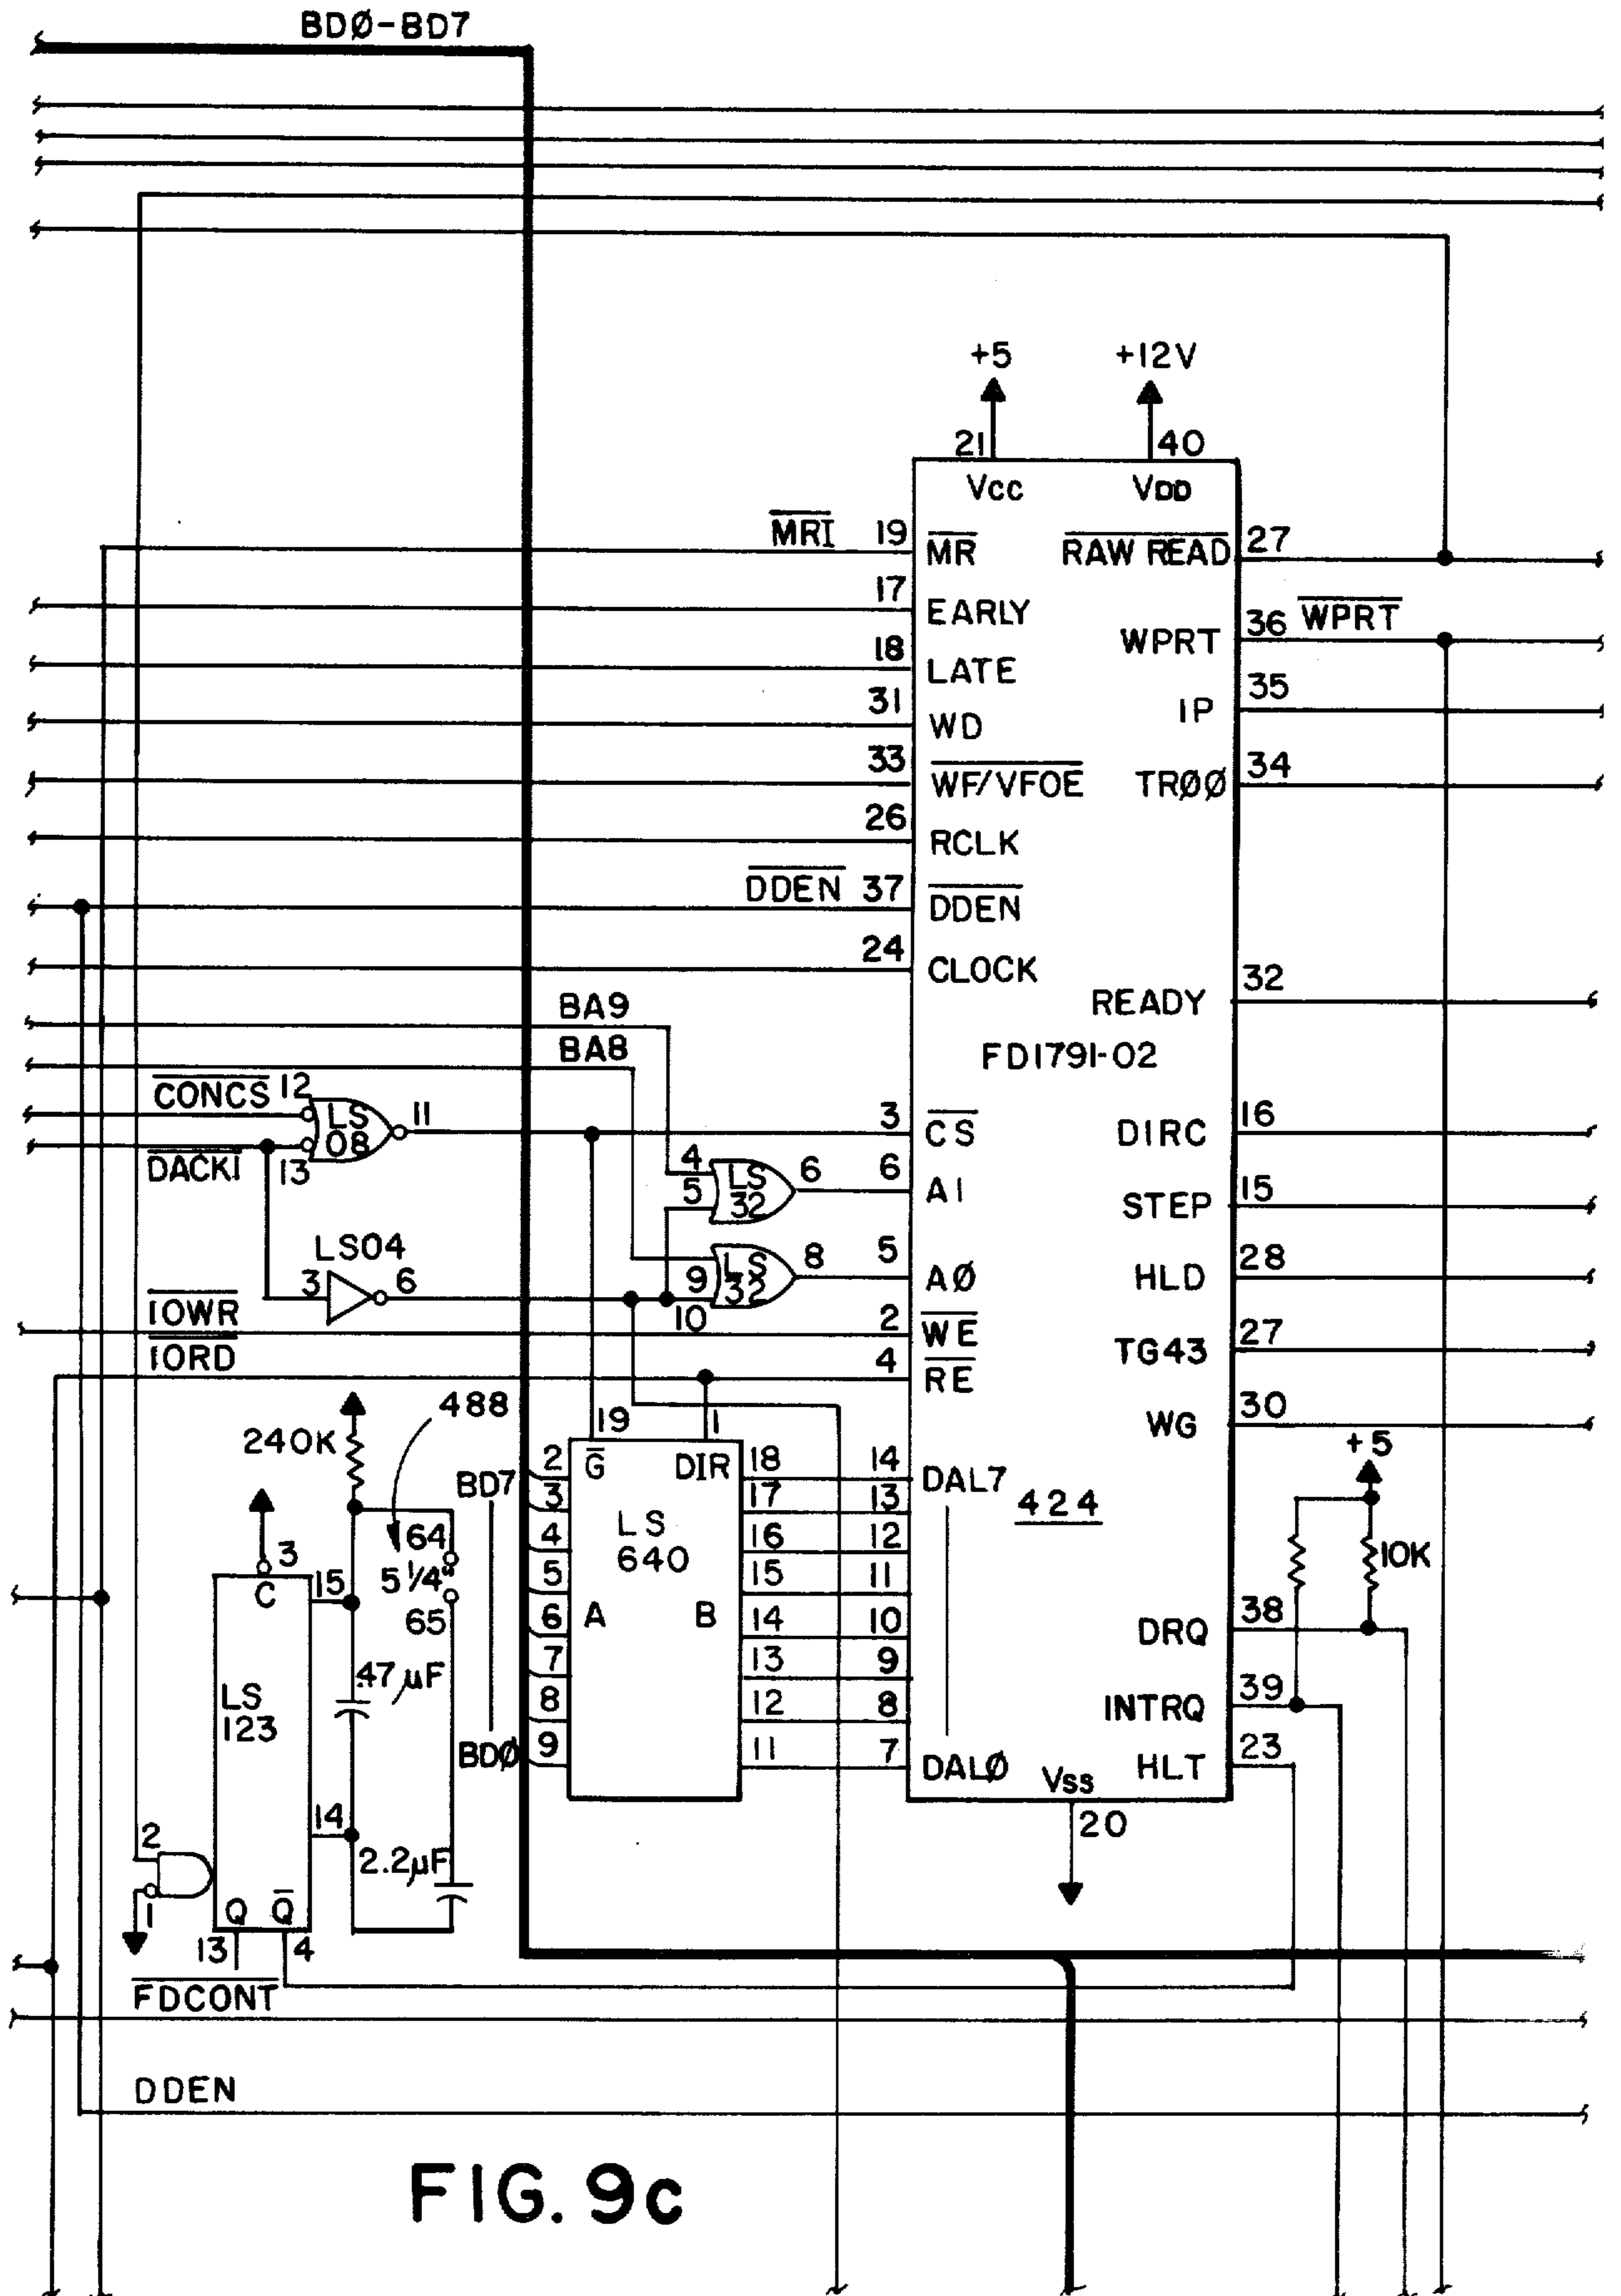 BDØ-BD7
+5
+12V
21
40
Vcc
VDD
MRI
19
MR
RAW READ
27
17
EARLY
36
WPRT
WPRT
18
LATE
35
IP
31
WD
33
WF/VFOE
TRØØ
34
26
RCLK
DDEN
37
DDEN
24
CLOCK
READY
32
BA9
BA8
FD1791-02
CONCS
12
LS
08
11
3
CS
DIRC
16
DACKI
13
4
5
LS
32
6
6
A1
STEP
15
LS04
3
6
9
10
LS
32
8
5
AØ
HLD
28
IOWR
2
WE
TG43
27
IORD
4
RE
WG
30
488
240K
19
1
+5
BD7
2
G
DIR
18
14
DAL7
3
17
13
424
3
64
4
LS
640
16
12
10K
C
15
5 1/4"
65
5
15
11
6
A
B
14
10
DRQ
38
.47 µF
7
13
9
LS
123
8
12
8
INTRQ
39
BDØ
9
11
7
DALØ
Vss
HLT
23
14
20
2
2.2µF
1
Q
Q
13
4
FDCONT
DDEN
FIG. 9c